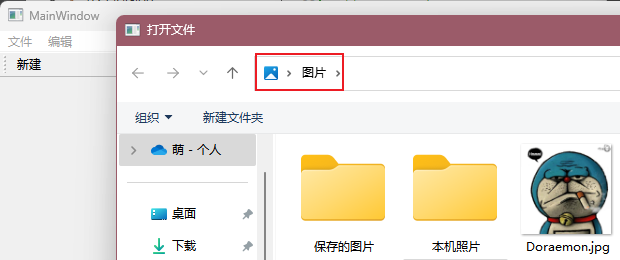 MainWindow
文件 编辑
新建
打开文件
图片
组织 新建文件夹
萌 - 个人
桌面
下载
保存的图片 本机照片 Doraemon.jpg